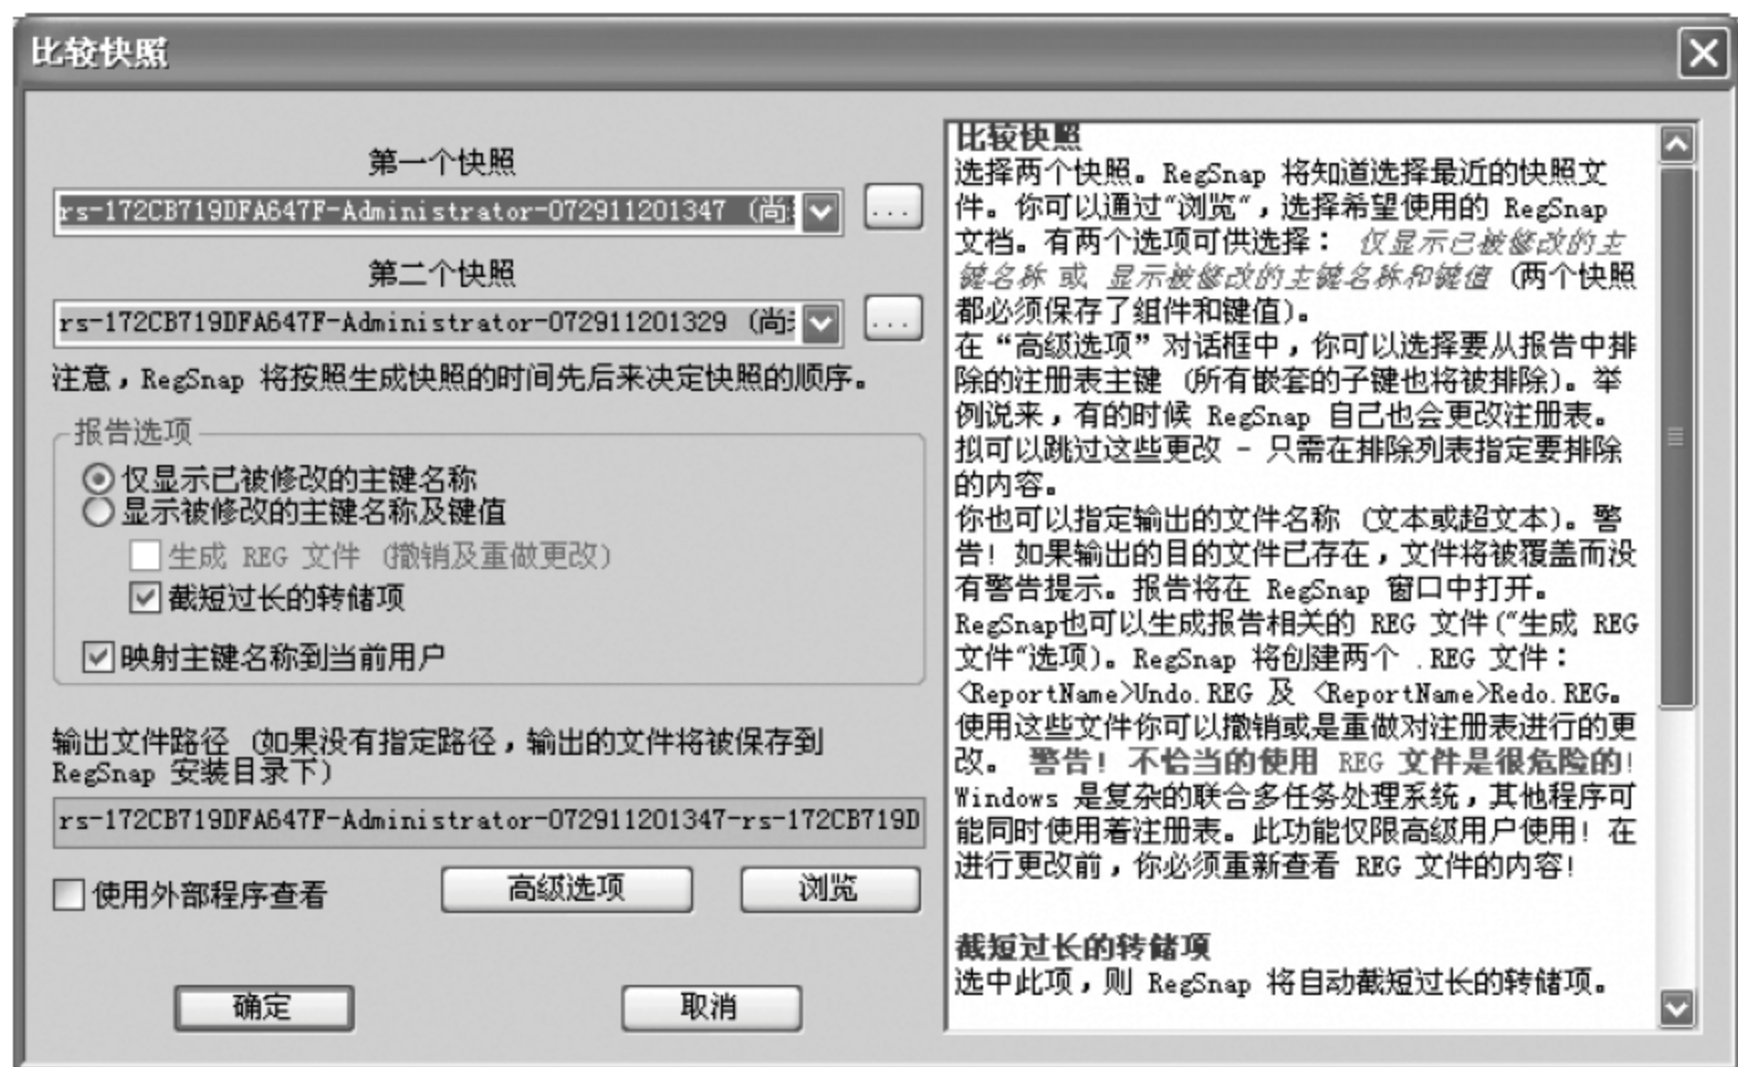 比较快照
第一个快照
rs-172CB719DFA647F-Administrator-072911201347 (尚
...
第二个快照
rs-172CB719DFA647F-Administrator-072911201329 (尚
...
注意，RegSnap 将按照生成快照的时间先后来决定快照的顺序。
报告选项
仅显示已被修改的主键名称
显示被修改的主键名称及键值
生成 REG 文件 (撤销及重做更改)
截短过长的转储项
映射主键名称到当前用户
输出文件路径 (如果没有指定路径，输出的文件将被保存到
RegSnap 安装目录下)
rs-172CB719DFA647F-Administrator-072911201347-rs-172CB719D
使用外部程序查看
高级选项
浏览
确定
取消
比较快照
选择两个快照。RegSnap 将知道选择最近的快照文
件。你可以通过“浏览“，选择希望使用的 RegSnap
文档。有两个选项可供选择： 仅显示已被修改的主
键名称 或 显示被修改的主键名称和键值 (两个快照
都必须保存了组件和键值)。
在“高级选项”对话框中，你可以选择要从报告中排
除的注册表主键 (所有嵌套的子键也将被排除)。举
例说来，有的时候 RegSnap 自己也会更改注册表。
拟可以跳过这些更改 - 只需在排除列表指定要排除
的内容。
你也可以指定输出的文件名称 (文本或超文本)。警
告! 如果输出的目的文件已存在，文件将被覆盖而没
有警告提示。报告将在 RegSnap 窗口中打开。
RegSnap也可以生成报告相关的 REG 文件(“生成 REG
文件“选项)。RegSnap 将创建两个 .REG 文件：
<ReportName>Undo.REG 及 <ReportName>Redo.REG。
使用这些文件你可以撤销或是重做对注册表进行的更
改。 警告! 不恰当的使用 REG 文件是很危险的!
Windows 是复杂的联合多任务处理系统，其他程序可
能同时使用着注册表。此功能仅限高级用户使用! 在
进行更改前，你必须重新查看 REG 文件的内容!
截短过长的转储项
选中此项，则 RegSnap 将自动截短过长的转储项。